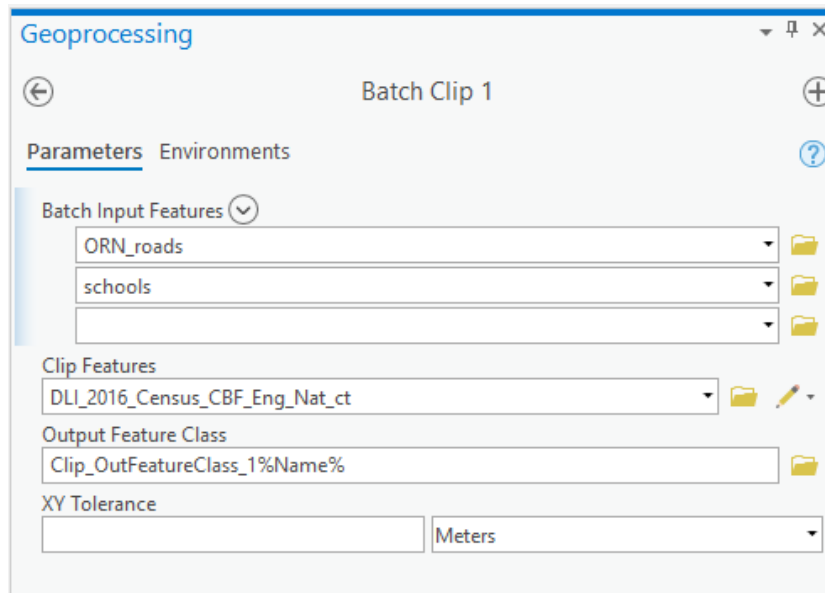 Geoprocessing
Batch Clip 1
Parameters Environments
Batch Input Features
ORN_roads
schools
Clip Features
DLI_2016_Census_CBF_Eng_Nat_ct
Output Feature Class
Clip_OutFeatureClass_1%Name%
XY Tolerance
Meters